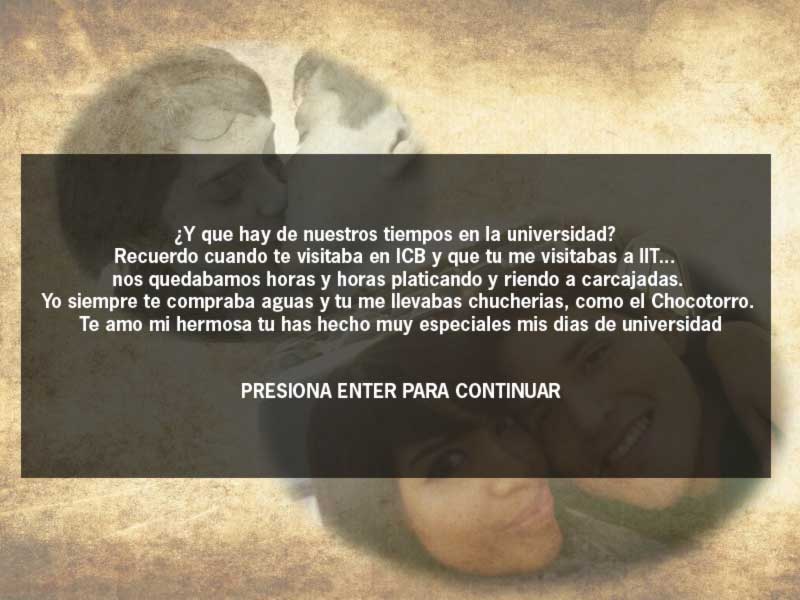 ¿Y que hay de nuestros tiempos en la universidad?
Recuerdo cuando te visitaba en ICB y que tu me visitabas a IIT...
nos quedabamos horas y horas platicando y riendo a carcajadas.
Yo siempre te compraba aguas y tu me llevabas chucherias, como el Chocotorro.
Te amo mi hermosa tu has hecho muy especiales mis dias de universidad
PRESIONA ENTER PARA CONTINUAR